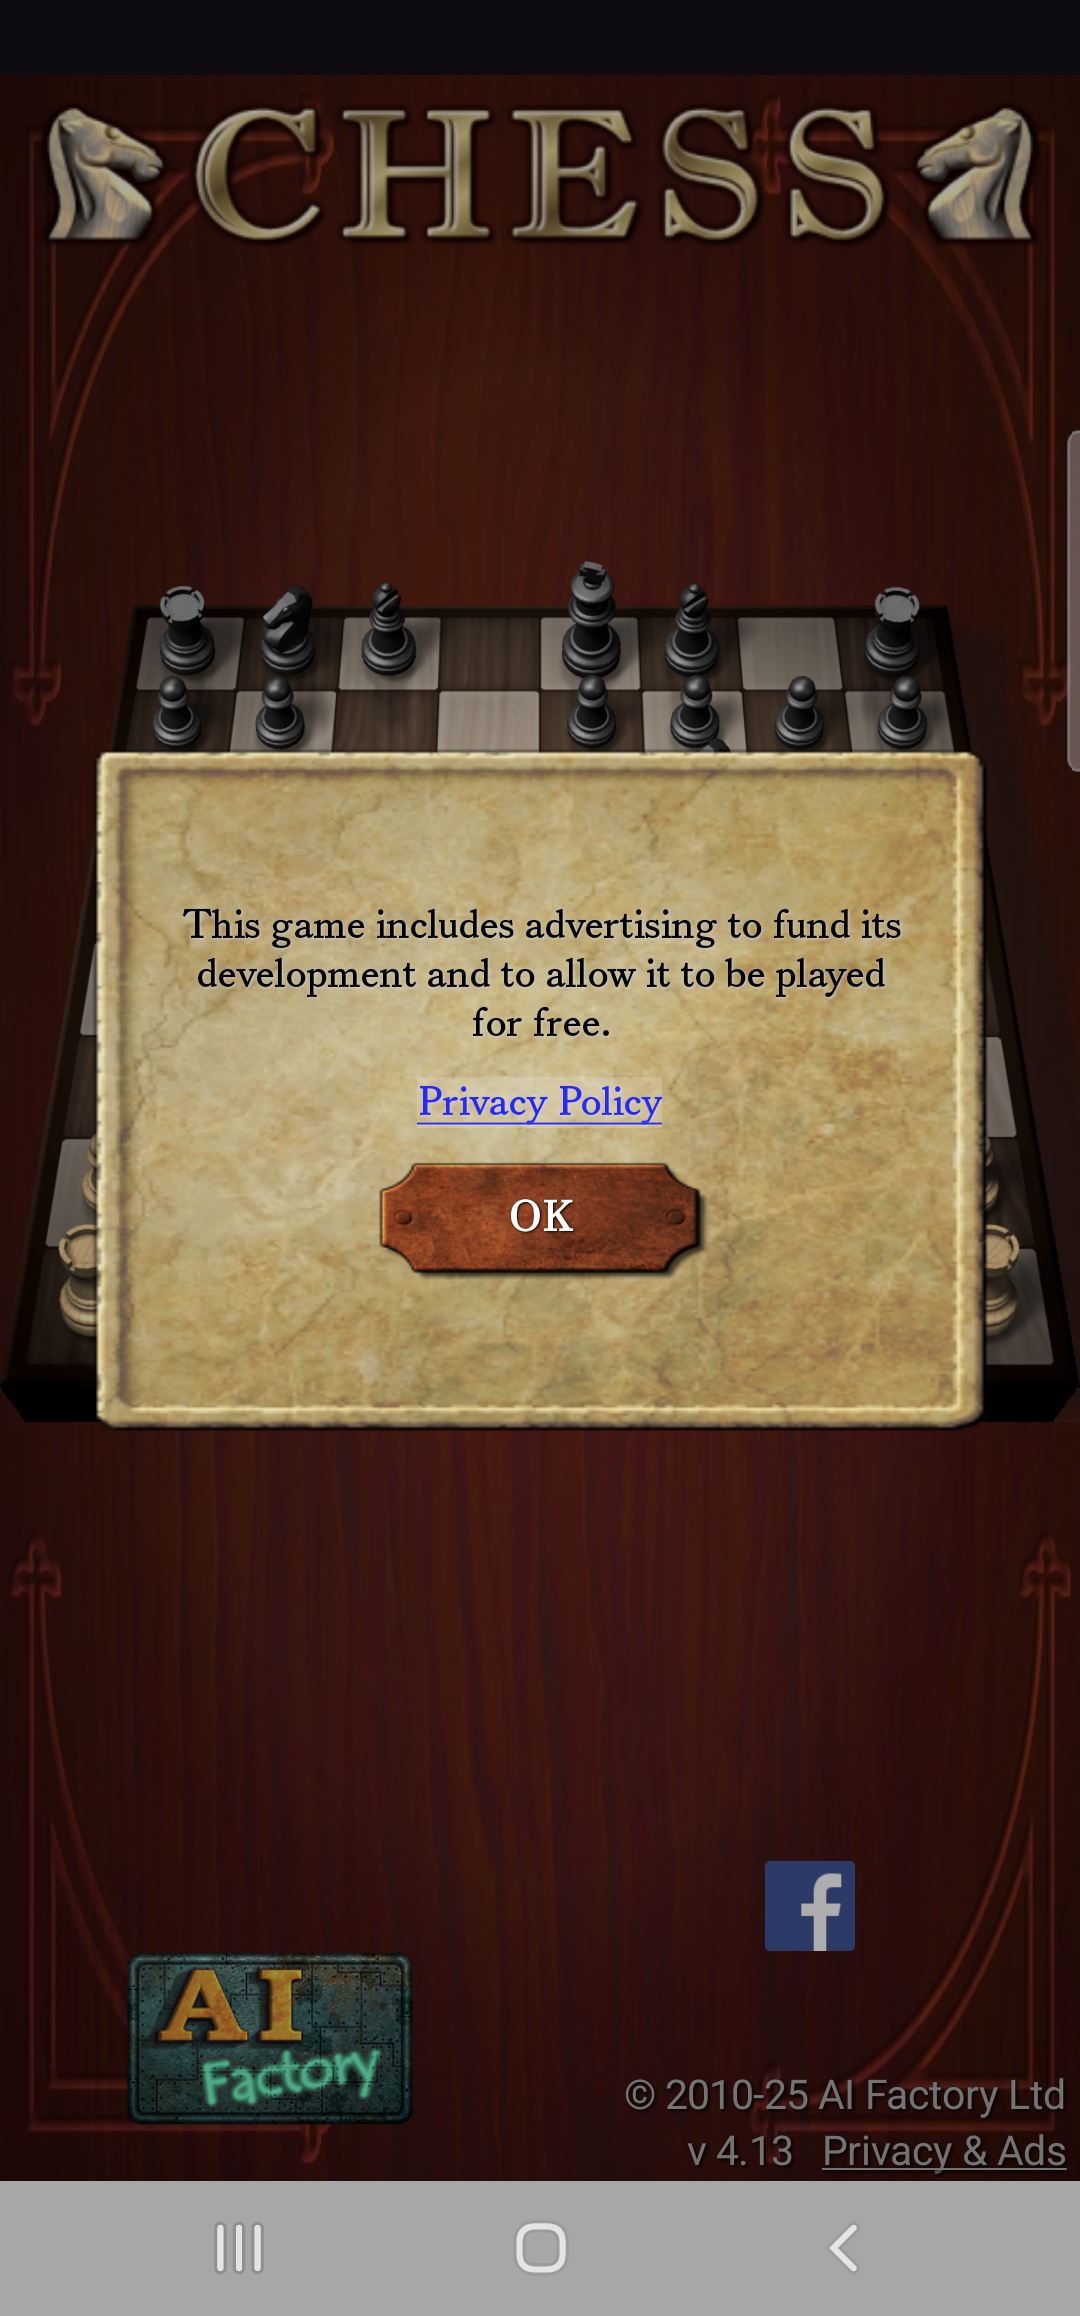 CHESS
This game includes advertising to fund its
development and to allow it to be played
for free.
Privacy Policy
OK
f
AI
Factory
© 2010-25 AI Factory Ltd
v 4.13 Privacy & Ads